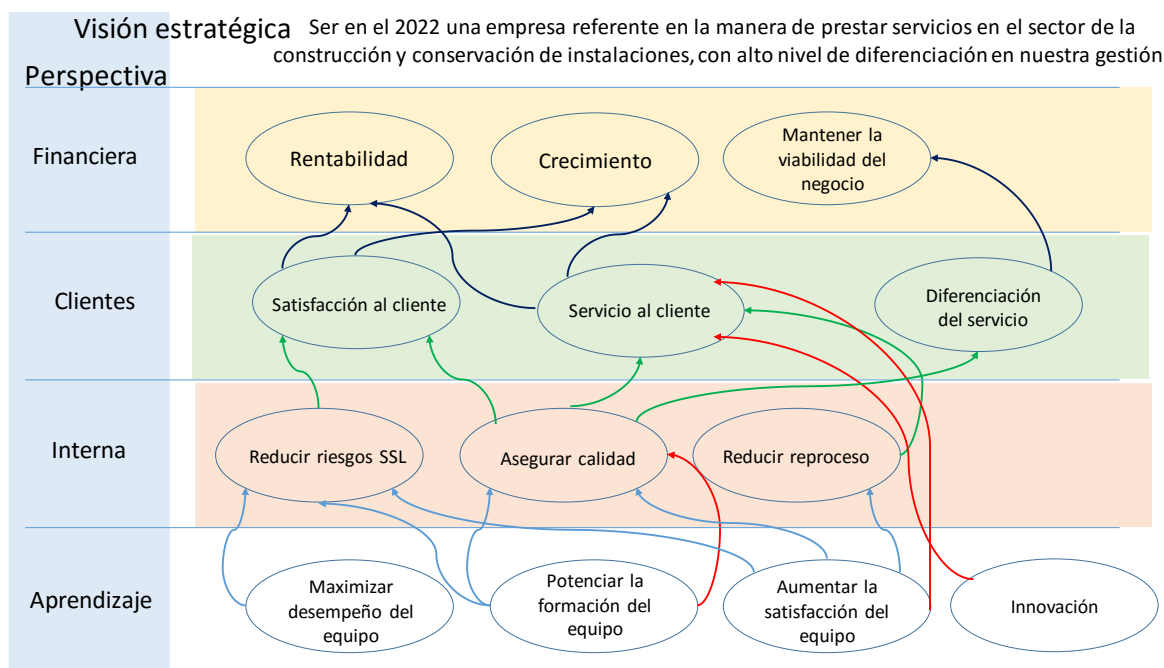 Visión estratégica
Ser en el 2022 una empresa referente en la manera de prestar servicios en el sector de la
construcción y conservación de instalaciones, con alto nivel de diferenciación en nuestra gestión
Perspectiva
Financiera
Rentabilidad
Crecimiento
Mantener la
viabilidad del
negocio
Clientes
Satisfacción al cliente
Servicio al cliente
Diferenciación
del servicio
Interna
Reducir riesgos SSL
Asegurar calidad
Reducir reproceso
Aprendizaje
Maximizar
desempeño del
equipo
Potenciar la
formación del
equipo
Aumentar la
satisfacción del
equipo
Innovación